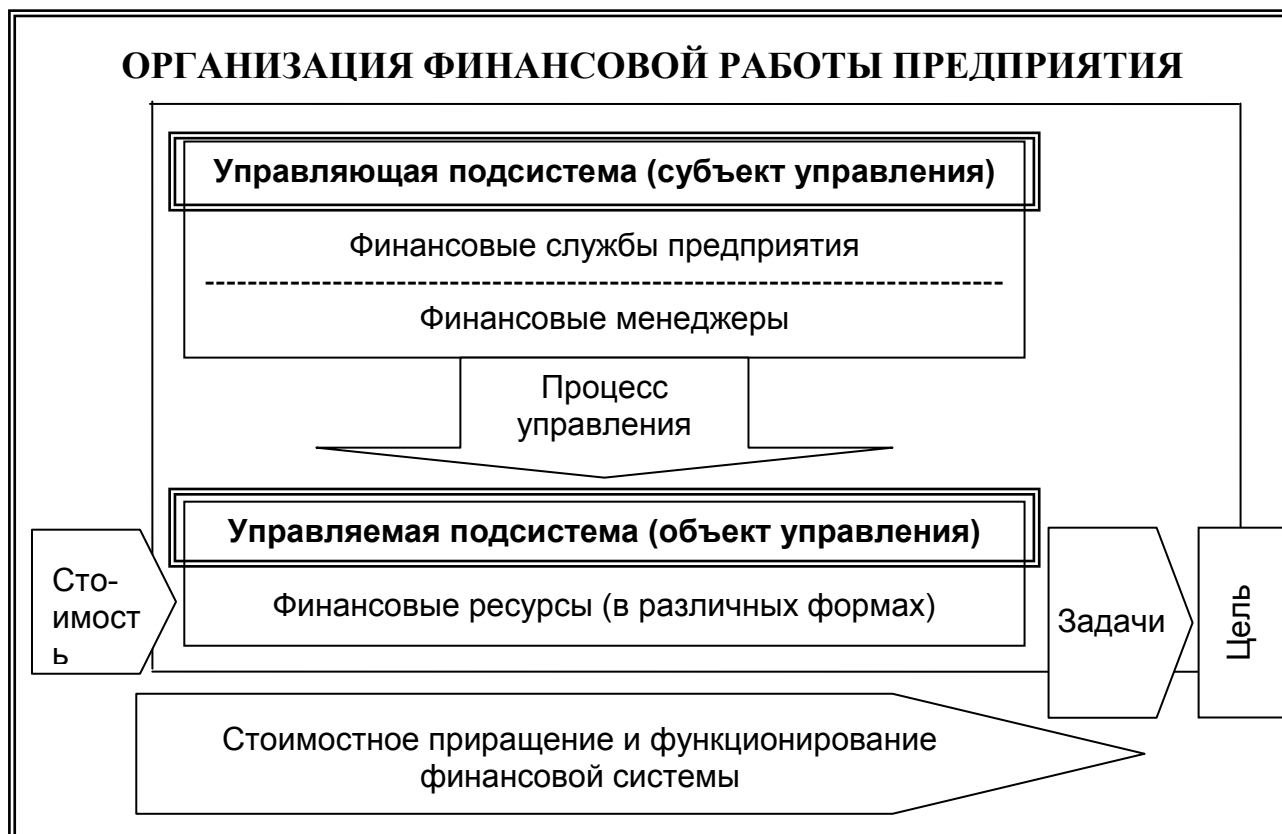 ОРГАНИЗАЦИЯ ФИНАНСОВОЙ РАБОТЫ ПРЕДПРИЯТИЯ
Управляющая подсистема (субъект управления)
Финансовые службы предприятия
Финансовые менеджеры
Процесс
управления
Управляемая подсистема (объект управления)
Финансовые ресурсы (в различных формах)
Сто-
имост
ь
Задачи
Цель
Стоимостное приращение и функционирование
финансовой системы